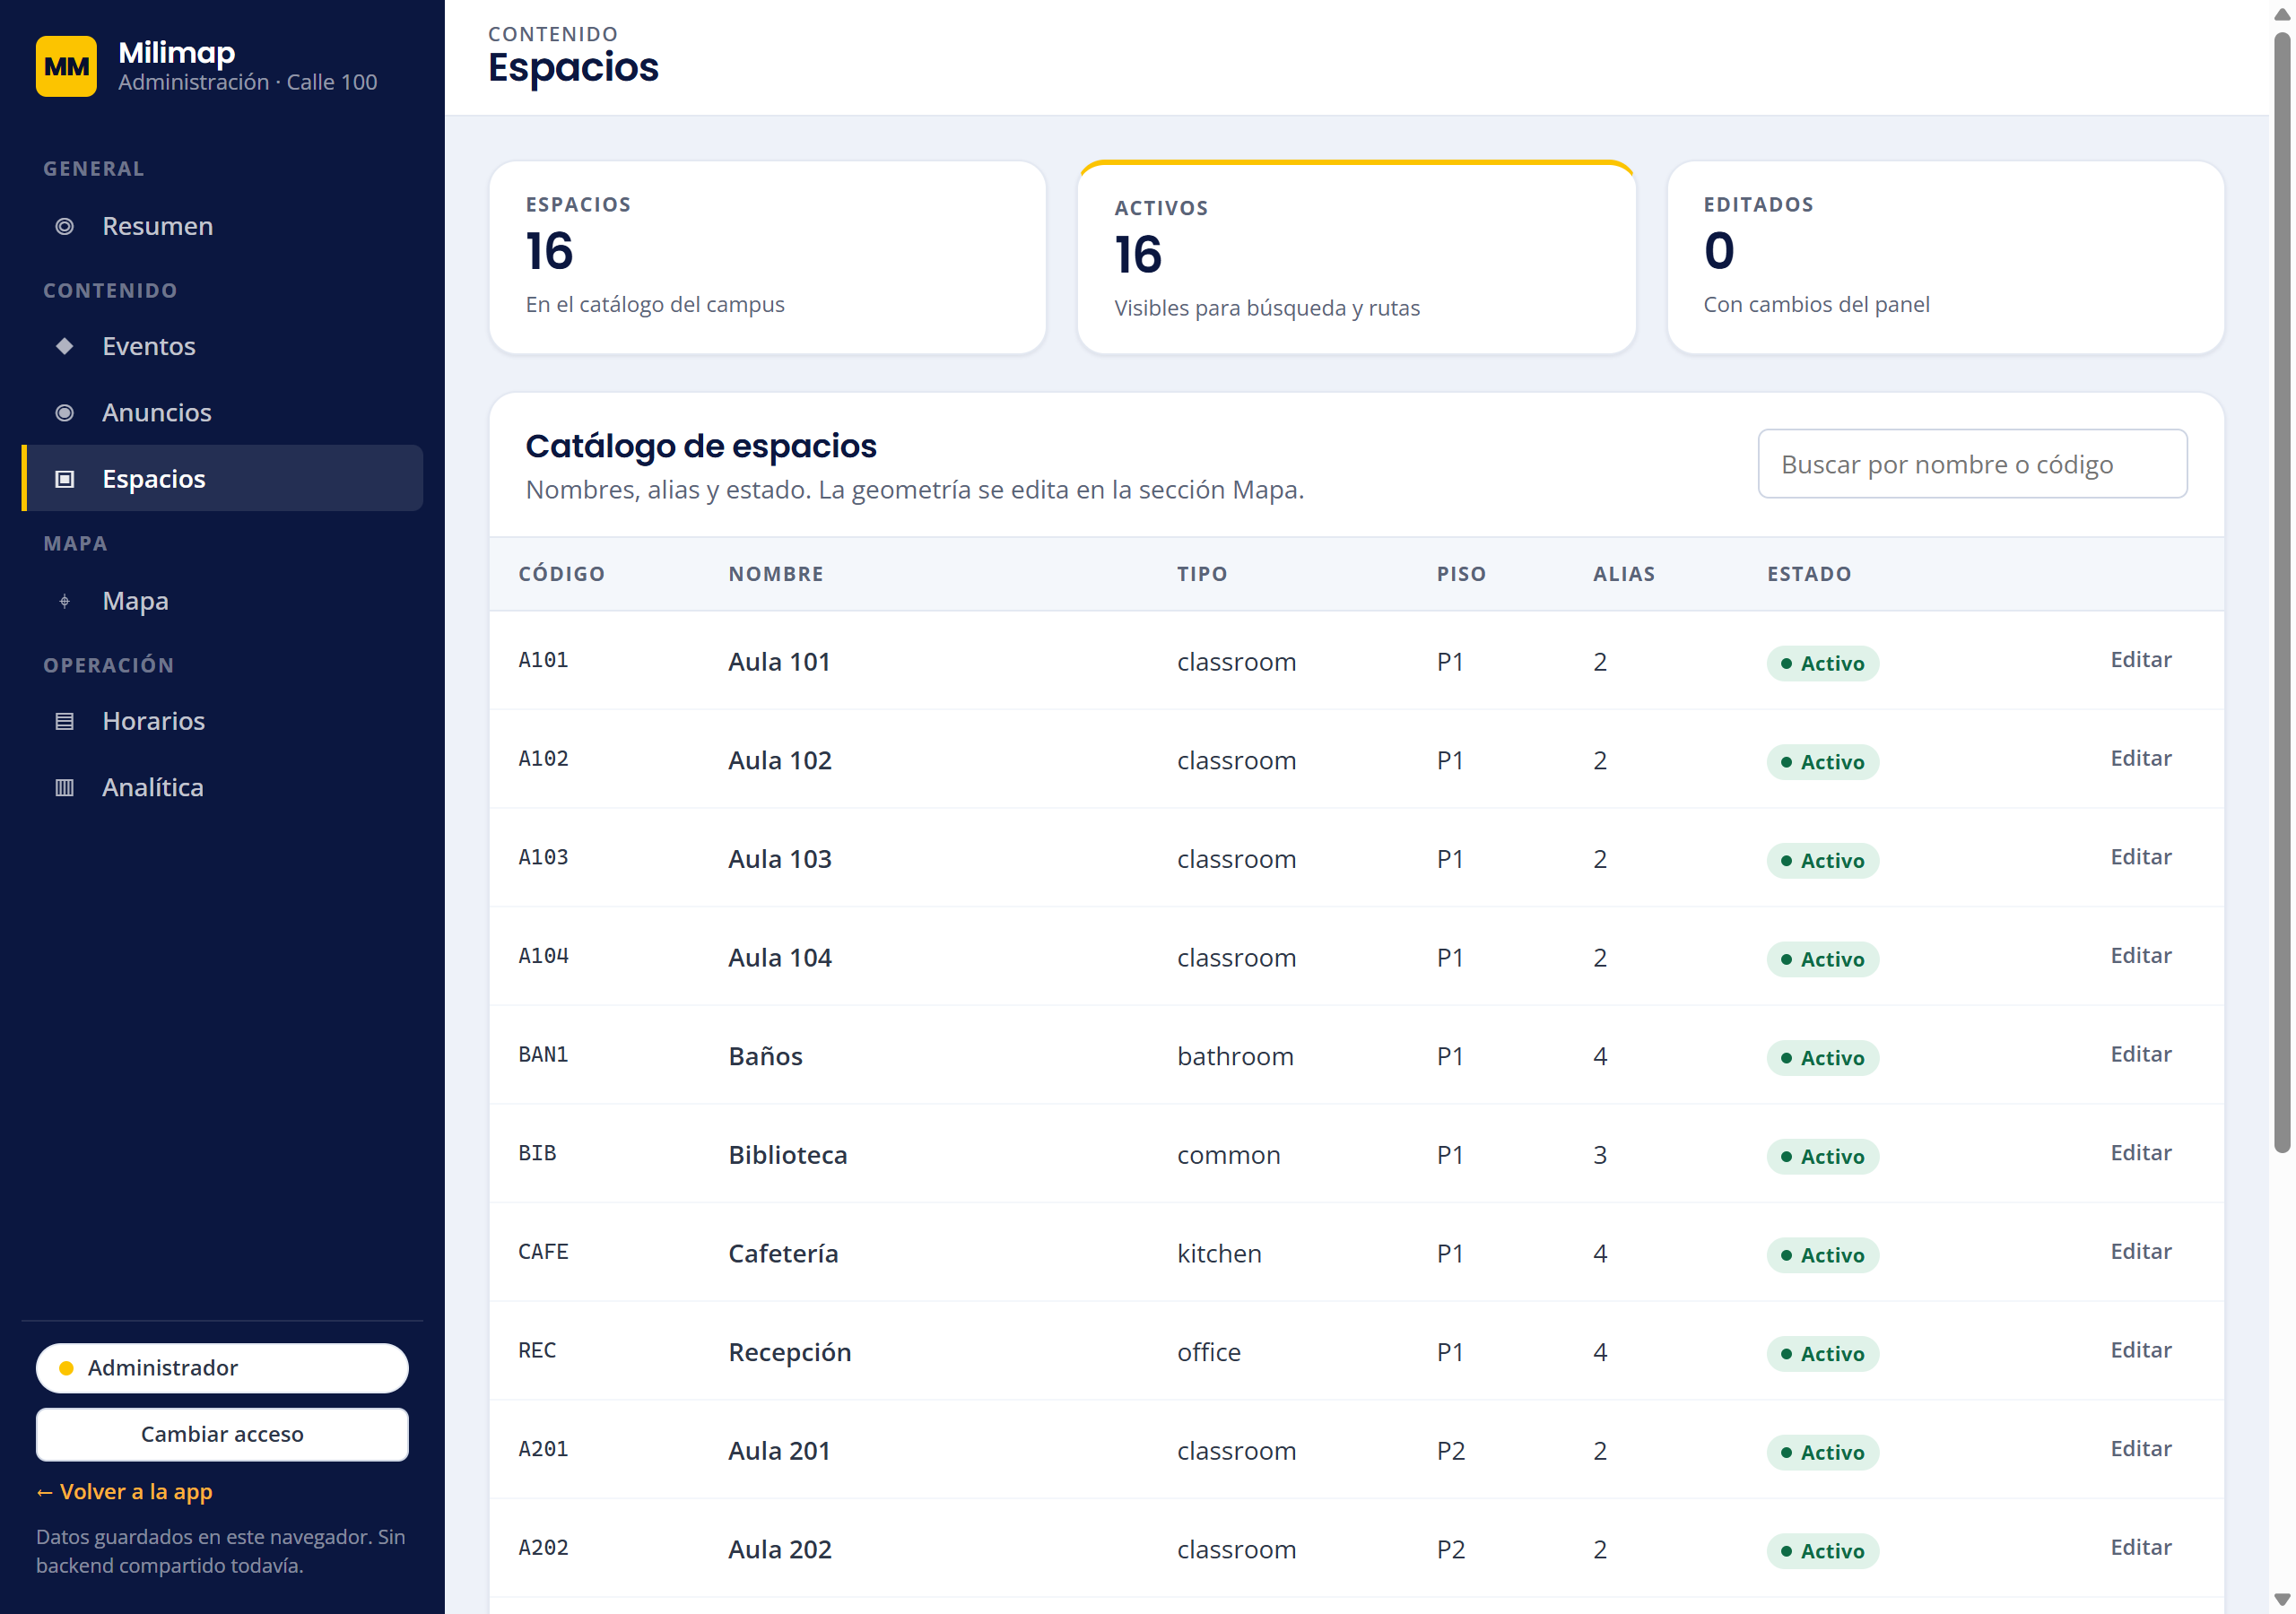 MM
Milimap
Administración · Calle 100
GENERAL
Resumen
CONTENIDO
Eventos
Anuncios
Espacios
MAPA
Mapa
OPERACIÓN
Horarios
Analítica
Administrador
Cambiar acceso
← Volver a la app
Datos guardados en este navegador. Sin
backend compartido todavía.
CONTENIDO
Espacios
ESPACIOS
16
En el catálogo del campus
ACTIVOS
16
Visibles para búsqueda y rutas
EDITADOS
0
Con cambios del panel
Catálogo de espacios
Nombres, alias y estado. La geometría se edita en la sección Mapa.
Buscar por nombre o código
CÓDIGO NOMBRE TIPO PISO ALIAS ESTADO
A101 Aula 101 classroom P1 2 Activo Editar
A102 Aula 102 classroom P1 2 Activo Editar
A103 Aula 103 classroom P1 2 Activo Editar
A104 Aula 104 classroom P1 2 Activo Editar
BAN1 Baños bathroom P1 4 Activo Editar
BIB Biblioteca common P1 3 Activo Editar
CAFE Cafetería kitchen P1 4 Activo Editar
REC Recepción office P1 4 Activo Editar
A201 Aula 201 classroom P2 2 Activo Editar
A202 Aula 202 classroom P2 2 Activo Editar